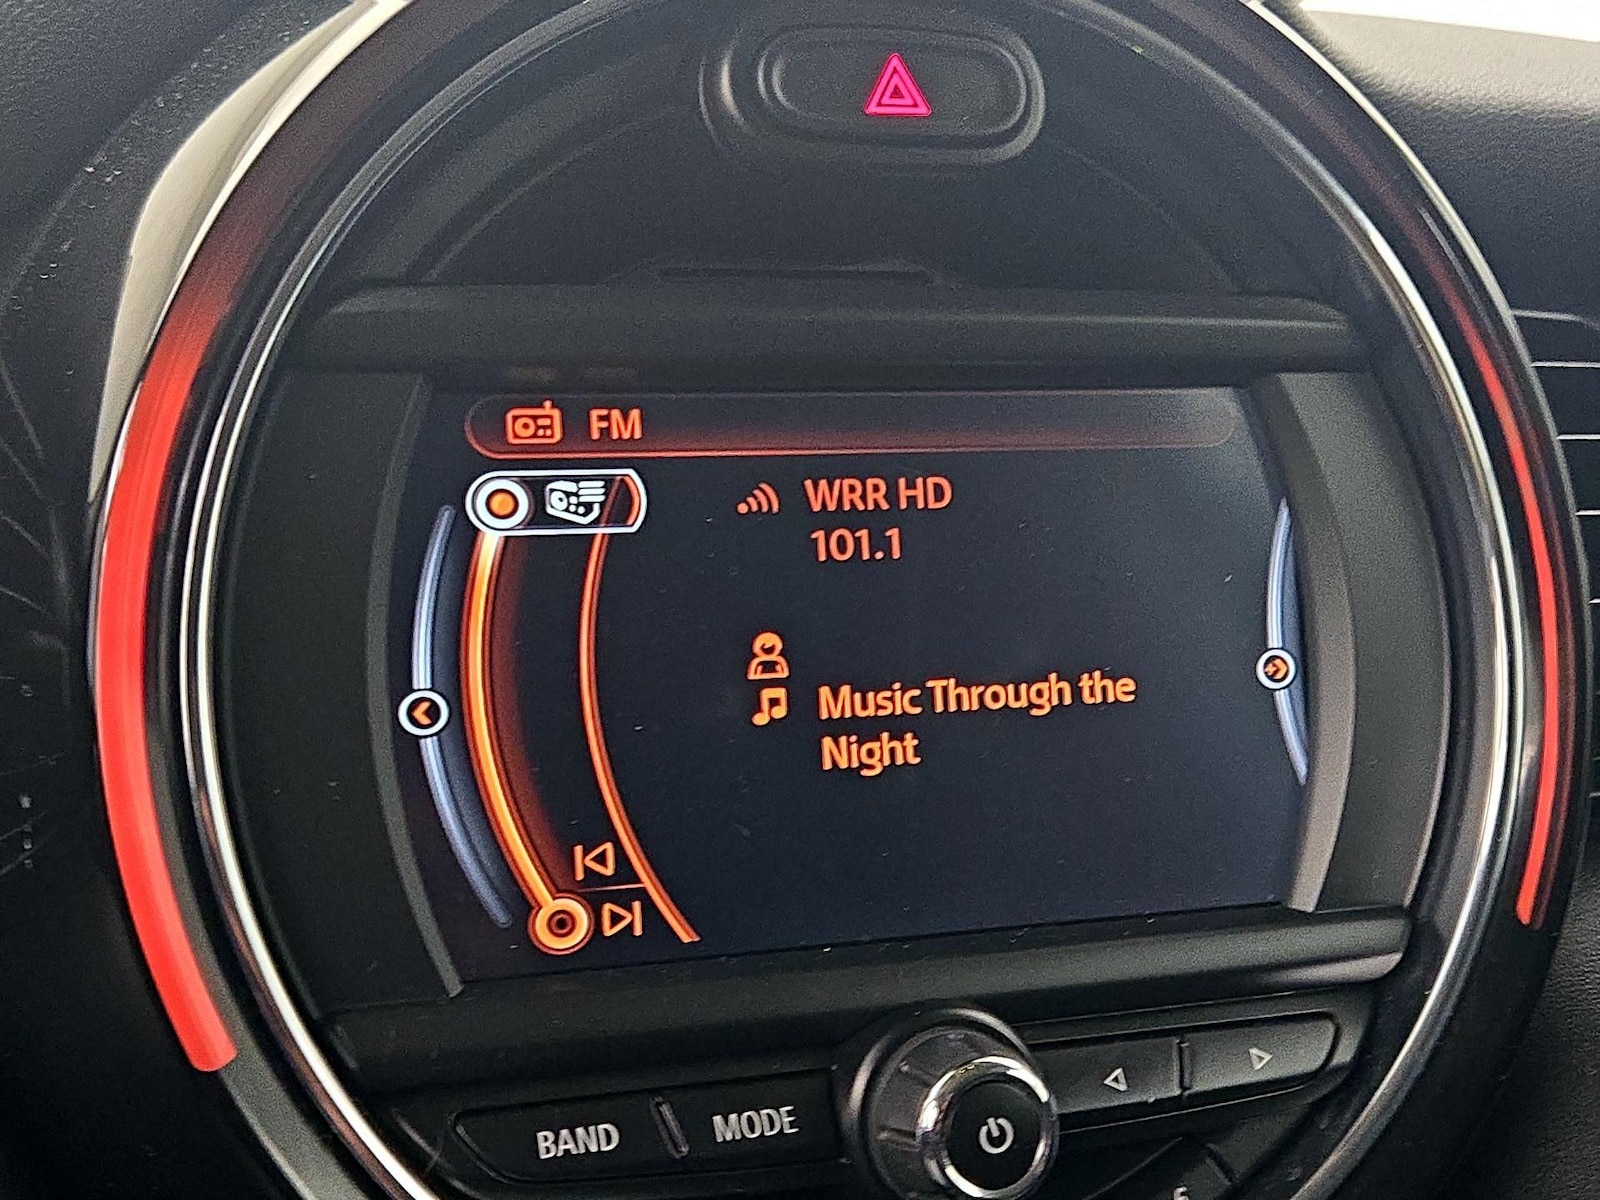 FM
WRR HD
101.1
Music Through the
Night
BAND
MODE